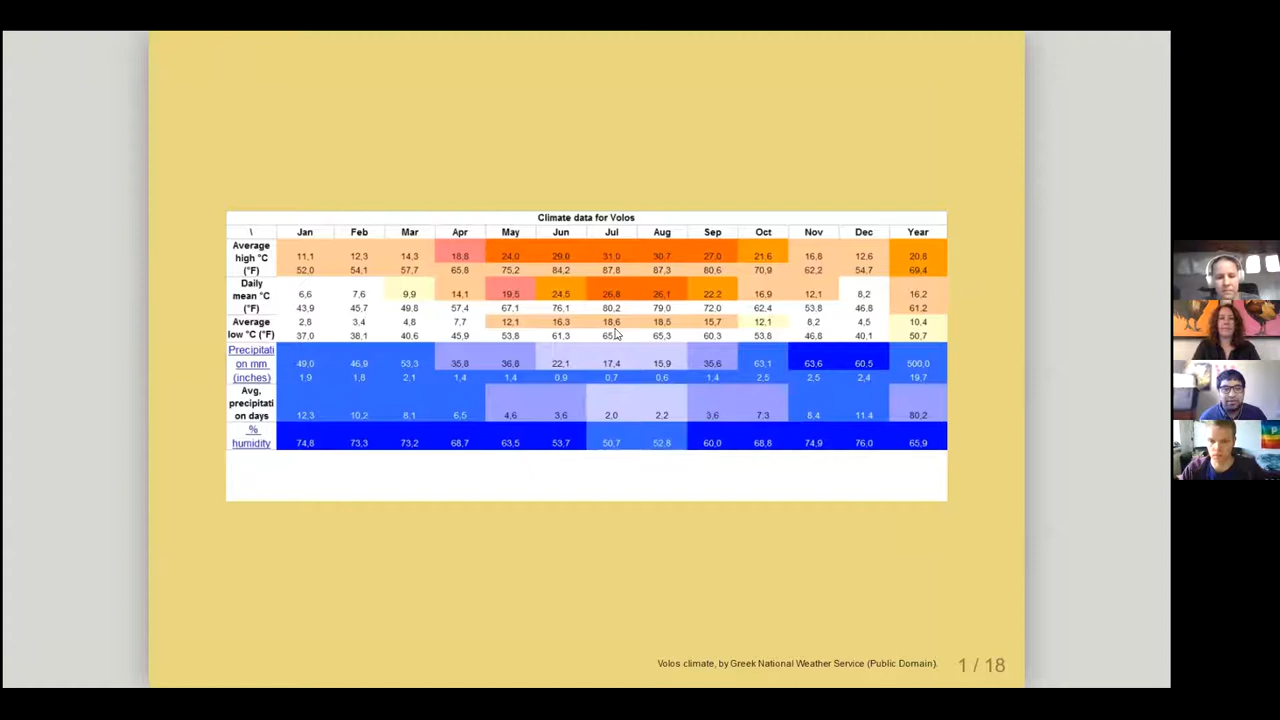 Climate data for Volos
\ Jan Feb Mar Apr May Jun Jul Aug Sep Oct Nov Dec Year
Average
high °C 11,1 12,3 14,3 18,8 24,0 29,0 31,0 30,7 27,0 21,6 16,8 12,6 20,8
(°F) 52,0 54,1 57,7 65,8 75,2 84,2 87,8 87,3 80,6 70,9 62,2 54,7 69,4
Daily
mean °C 6,6 7,6 9,9 14,1 19,5 24,5 26,8 26,1 22,2 16,9 12,1 8,2 16,2
(°F) 43,9 45,7 49,8 57,4 67,1 76,1 80,2 79,0 72,0 62,4 53,8 46,8 61,2
Average 2,8 3,4 4,8 7,7 12,1 16,3 18,6 18,5 15,7 12,1 8,2 4,5 10,4
low °C (°F) 37,0 38,1 40,6 45,9 53,8 61,3 65,3 60,3 53,8 46,8 40,1 50,7
Precipitati
on mm 49,0 46,9 53,3 35,8 36,8 22,1 17,4 15,9 35,6 63,1 63,6 60,5 500,0
(inches) 1,9 1,8 2,1 1,4 1,4 0,9 0,7 0,6 1,4 2,5 2,5 2,4 19,7
Avg.
precipitati
on days 12,3 10,2 8,1 6,5 4,6 3,6 2,0 2,2 3,6 7,3 8,4 11,4 80,2
%
humidity 74,8 73,3 73,2 68,7 63,5 53,7 50,7 52,8 60,0 68,8 74,9 76,0 65,9
Volos climate, by Greek National Weather Service (Public Domain). 1 / 18